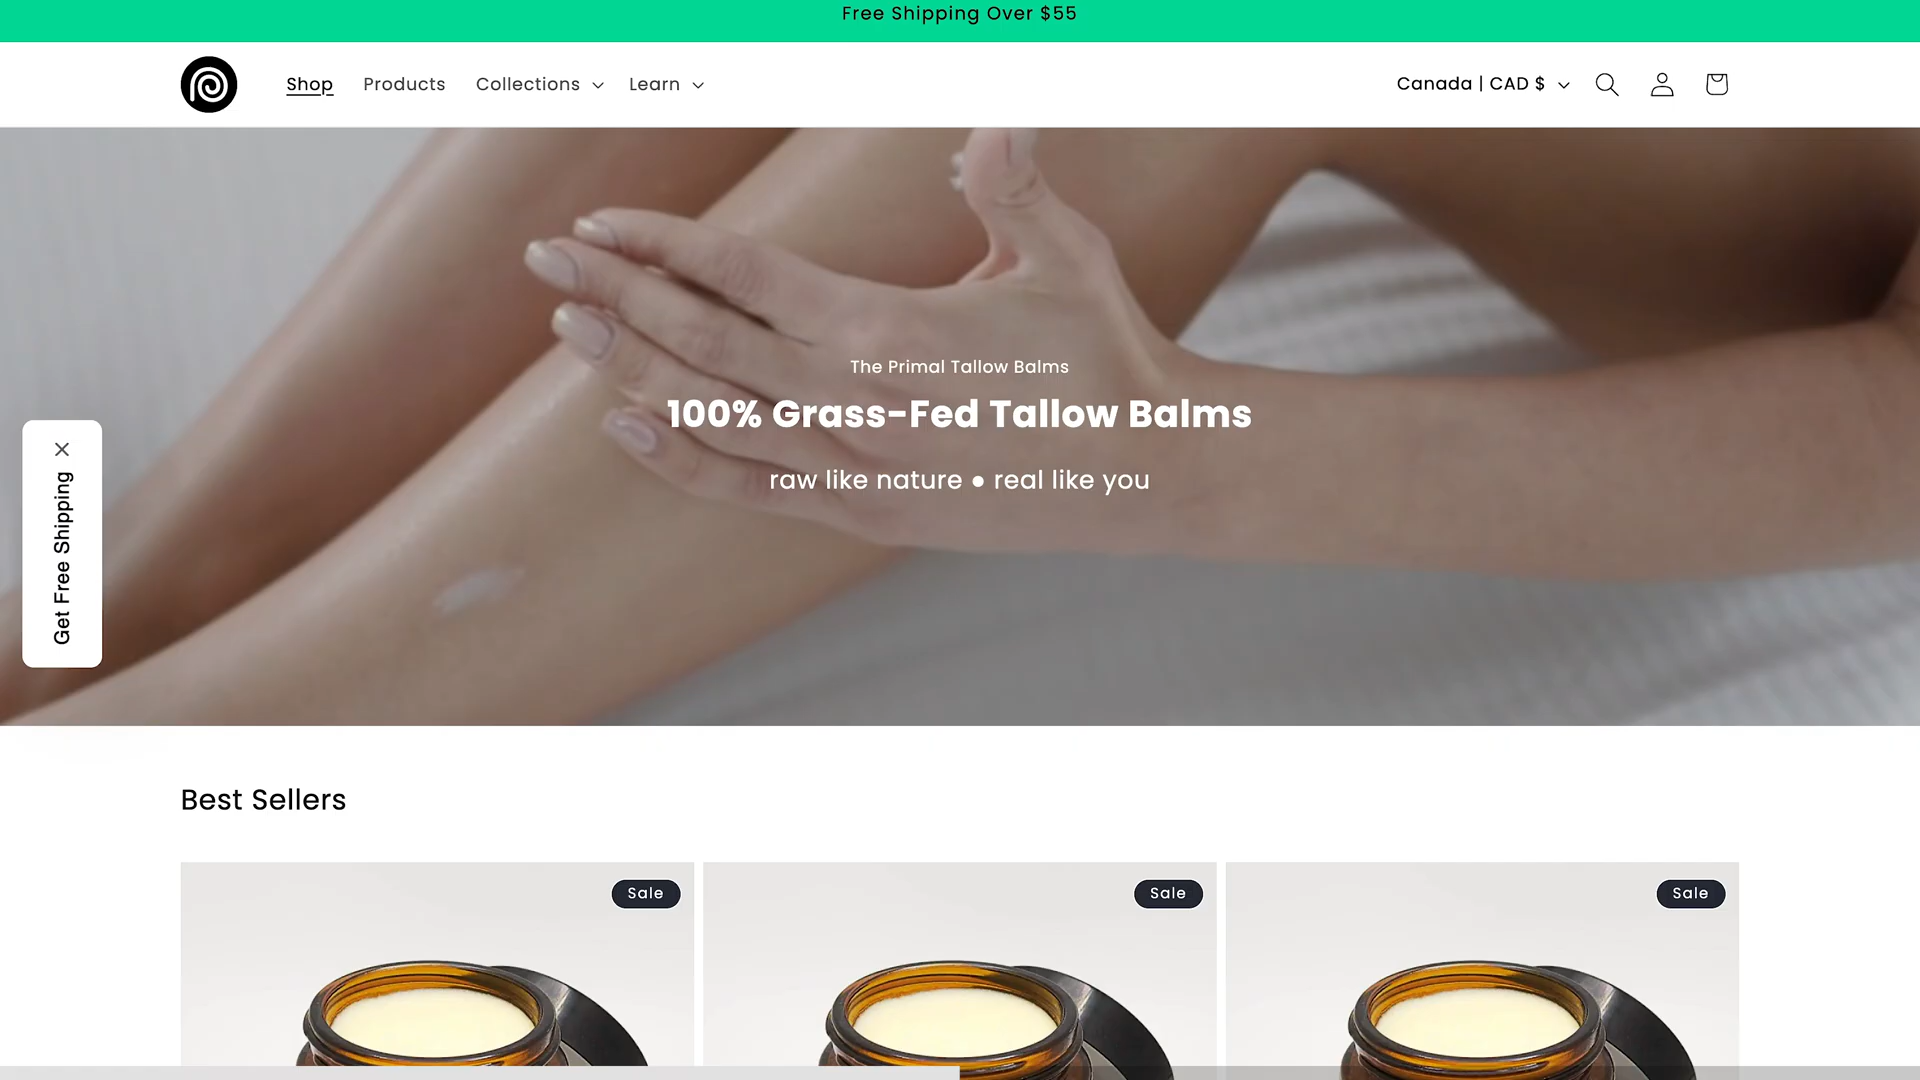 Free Shipping Over $55
Shop
Products
Collections
Learn
Canada | CAD $
The Primal Tallow Balms
100% Grass-Fed Tallow Balms
raw like nature ● real like you
Get Free Shipping
Best Sellers
Sale
Sale
Sale